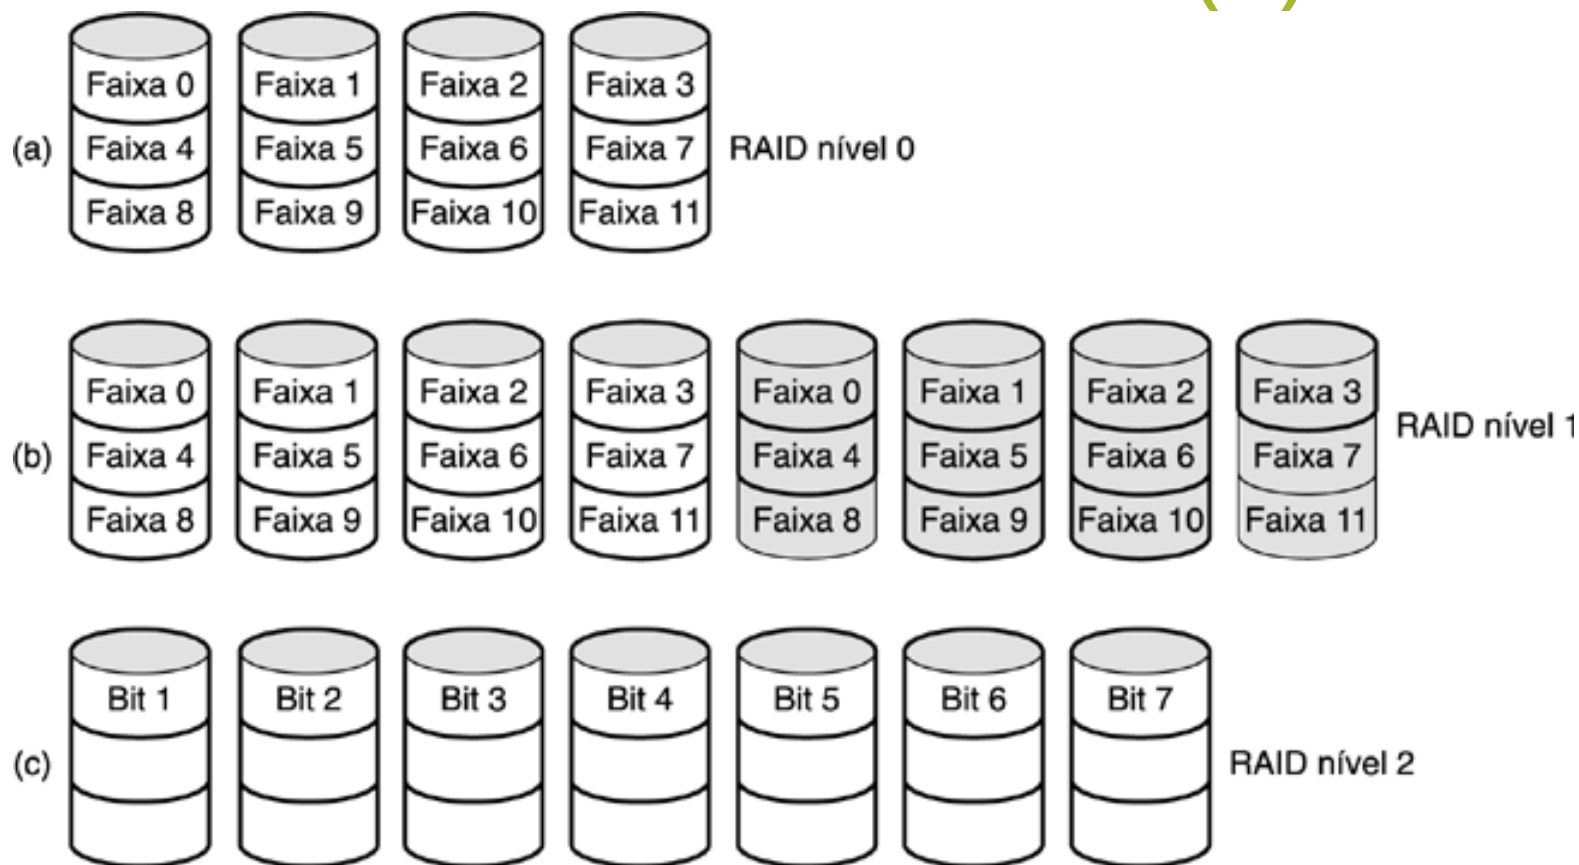 Faixa 0 Faixa 1 Faixa 2 Faixa 3
(a) Faixa 4 Faixa 5 Faixa 6 Faixa 7 RAID nível 0
Faixa 8 Faixa 9 Faixa 10 Faixa 11
Faixa 0 Faixa 1 Faixa 2 Faixa 3 Faixa 0 Faixa 1 Faixa 2 Faixa 3
RAID nível 1
(b) Faixa 4 Faixa 5 Faixa 6 Faixa 7 Faixa 4 Faixa 5 Faixa 6 Faixa 7
Faixa 8 Faixa 9 Faixa 10 Faixa 11 Faixa 8 Faixa 9 Faixa 10 Faixa 11
Bit 1 Bit 2 Bit 3 Bit 4 Bit 5 Bit 6 Bit 7
(c) RAID nível 2